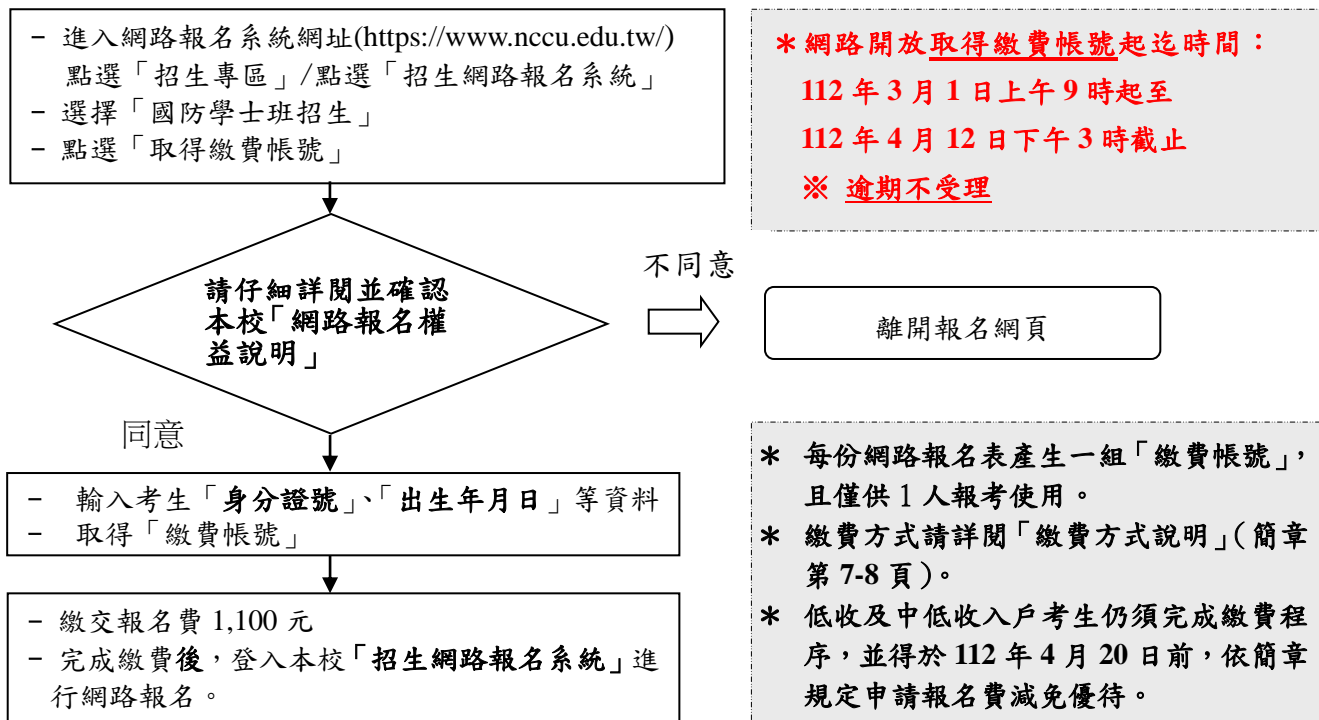 － 進入網路報名系統網址(https://www.nccu.edu.tw/)
點選「招生專區」/點選「招生網路報名系統」
－ 選擇「國防學士班招生」
－ 點選「取得繳費帳號」
＊網路開放取得繳費帳號起迄時間：
112 年 3 月 1 日上午 9 時起至
112 年 4 月 12 日下午 3 時截止
※ 逾期不受理
請仔細詳閱並確認
本校「網路報名權
益說明」
不同意
離開報名網頁
同意
－ 輸入考生「身分證號」、「出生年月日」等資料
－ 取得「繳費帳號」
－ 繳交報名費 1,100 元
－ 完成繳費後，登入本校「招生網路報名系統」進
行網路報名。
＊ 每份網路報名表產生一組「繳費帳號」，
且僅供 1 人報考使用。
＊ 繳費方式請詳閱「繳費方式說明」（簡章
第 7-8 頁）。
＊ 低收及中低收入戶考生仍須完成繳費程
序，並得於 112 年 4 月 20 日前，依簡章
規定申請報名費減免優待。